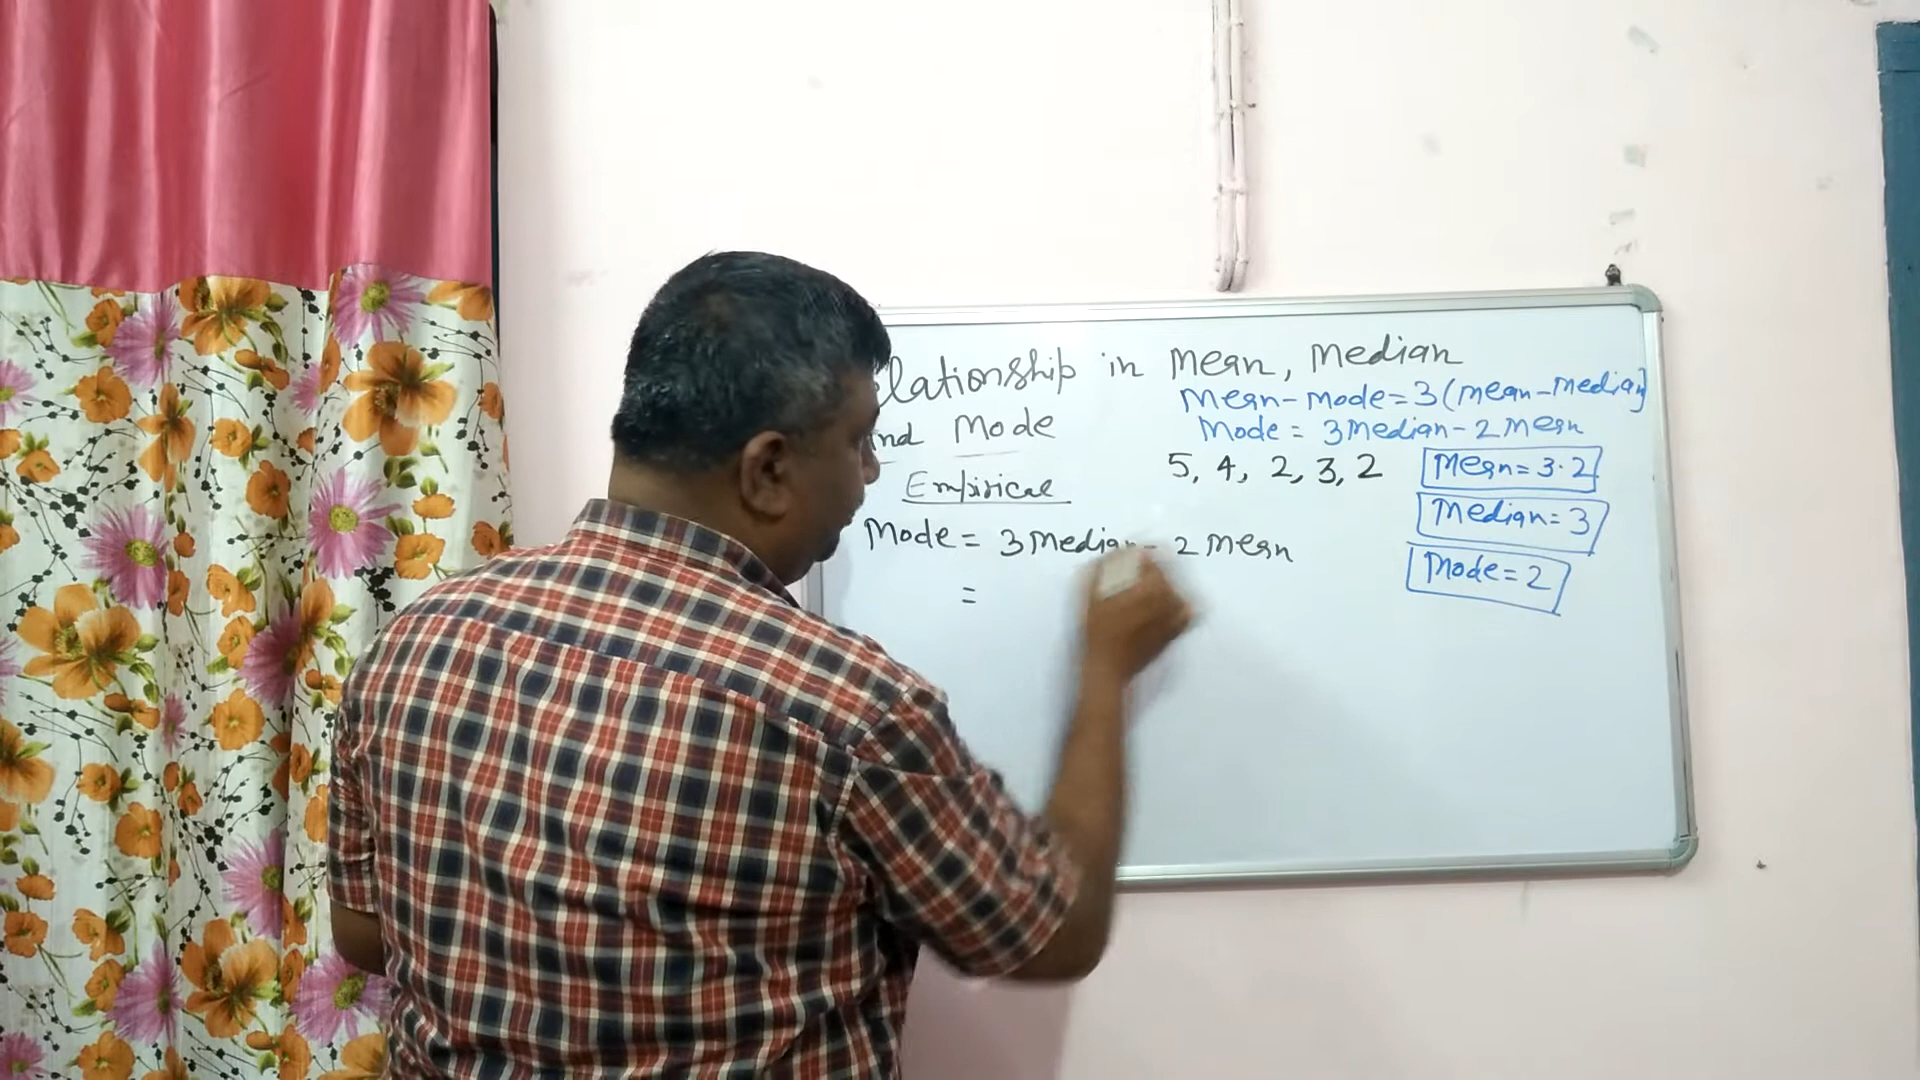 elationship in Mean, Median
and Mode
Mean - Mode = 3(Mean - Median)
Mode = 3 Median - 2 Mean
Empirical
5, 4, 2, 3, 2
Mean = 3.2
Median = 3
Mode = 2
Mode = 3 Median - 2 Mean
=